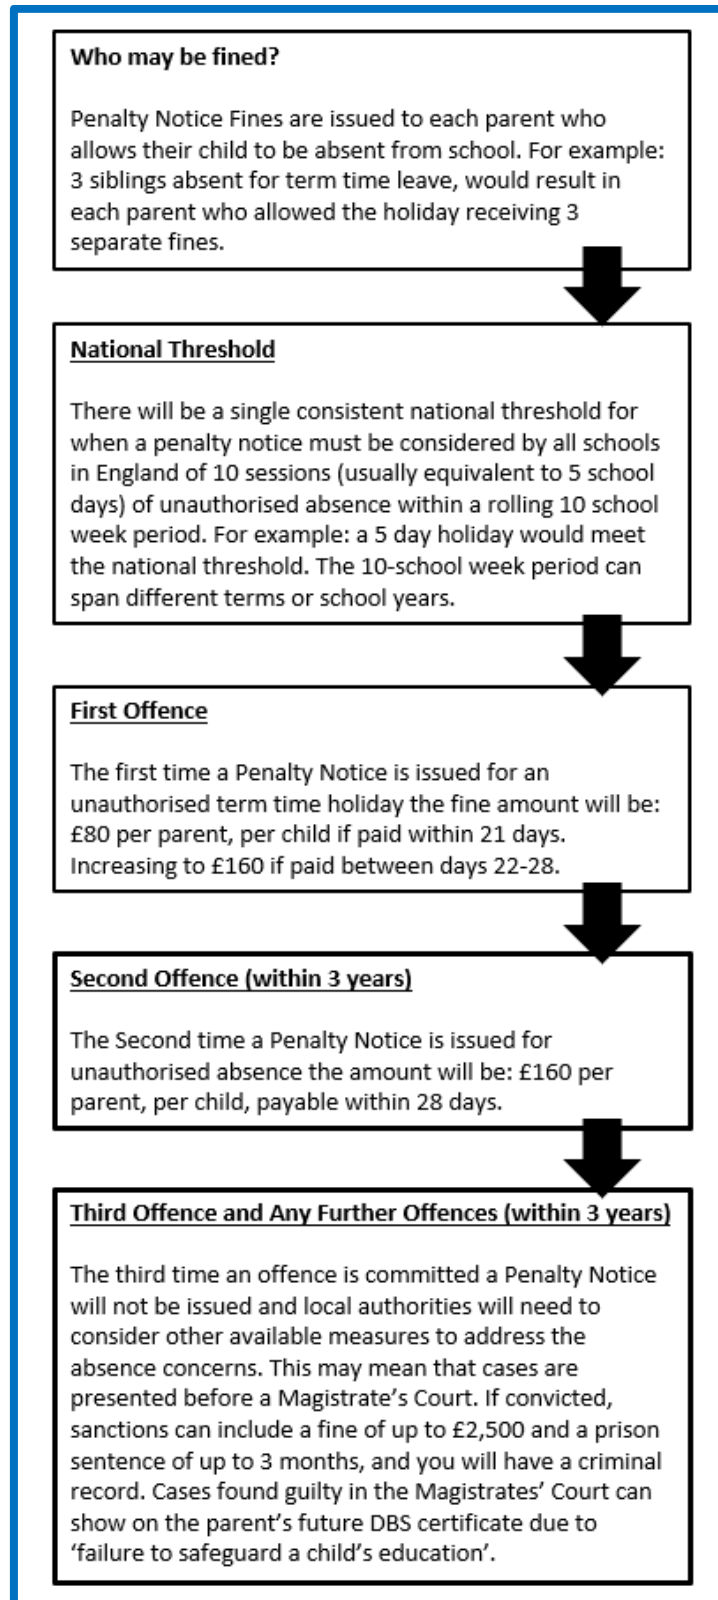 Who may be fined?
Penalty Notice Fines are issued to each parent who
allows their child to be absent from school. For example:
3 siblings absent for term time leave, would result in
each parent who allowed the holiday receiving 3
separate fines.
National Threshold
There will be a single consistent national threshold for
when a penalty notice must be considered by all schools
in England of 10 sessions (usually equivalent to 5 school
days) of unauthorised absence within a rolling 10 school
week period. For example: a 5 day holiday would meet
the national threshold. The 10-school week period can
span different terms or school years.
First Offence
The first time a Penalty Notice is issued for an
unauthorised term time holiday the fine amount will be:
£80 per parent, per child if paid within 21 days.
Increasing to £160 if paid between days 22-28.
Second Offence (within 3 years)
The Second time a Penalty Notice is issued for
unauthorised absence the amount will be: £160 per
parent, per child, payable within 28 days.
Third Offence and Any Further Offences (within 3 years)
The third time an offence is committed a Penalty Notice
will not be issued and local authorities will need to
consider other available measures to address the
absence concerns. This may mean that cases are
presented before a Magistrate's Court. If convicted,
sanctions can include a fine of up to £2,500 and a prison
sentence of up to 3 months, and you will have a criminal
record. Cases found guilty in the Magistrates' Court can
show on the parent's future DBS certificate due to
'failure to safeguard a child's education'.